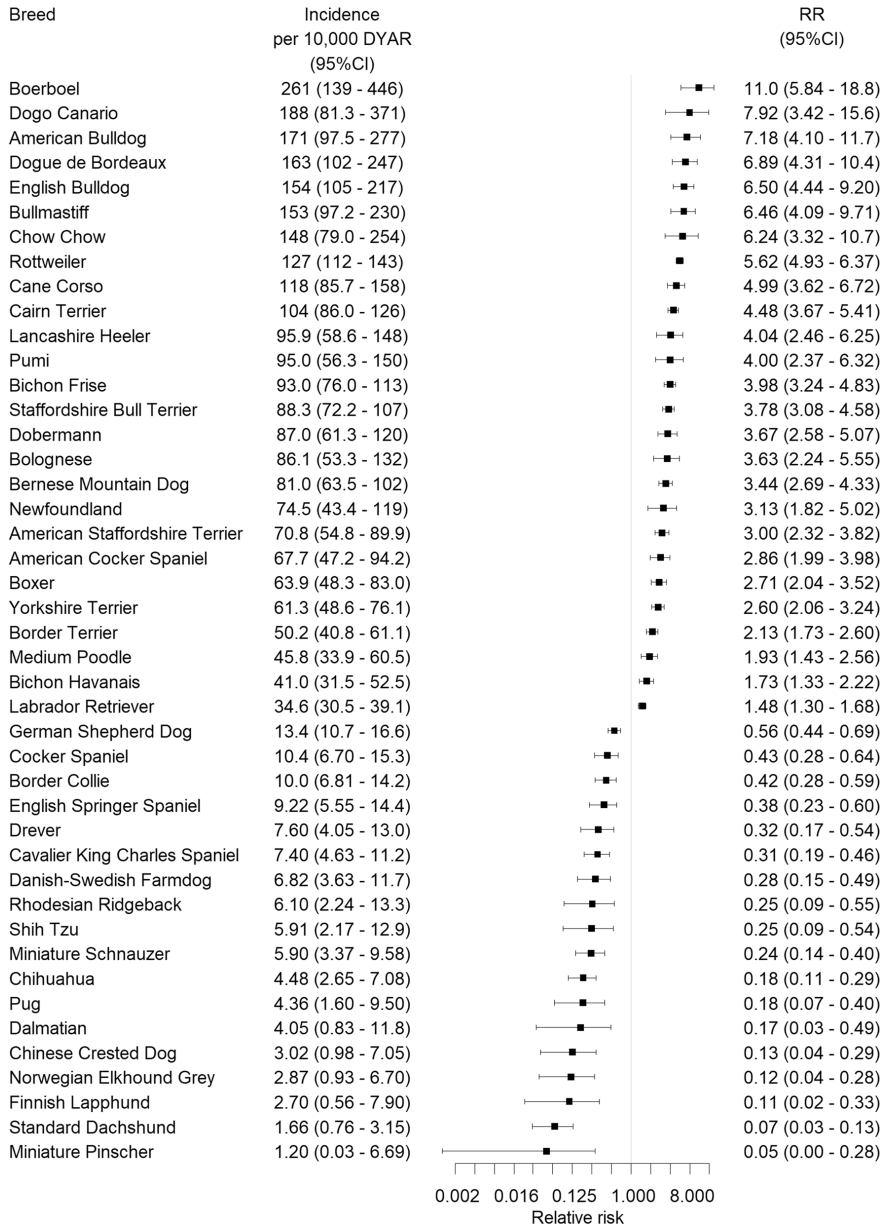 Breed Incidence RR
per 10,000 DYAR (95%CI)
(95%CI)
Boerboel 261 (139 - 446) 11.0 (5.84 - 18.8)
Dogo Canario 188 (81.3 - 371) 7.92 (3.42 - 15.6)
American Bulldog 171 (97.5 - 277) 7.18 (4.10 - 11.7)
Dogue de Bordeaux 163 (102 - 247) 6.89 (4.31 - 10.4)
English Bulldog 154 (105 - 217) 6.50 (4.44 - 9.20)
Bullmastiff 153 (97.2 - 230) 6.46 (4.09 - 9.71)
Chow Chow 148 (79.0 - 254) 6.24 (3.32 - 10.7)
Rottweiler 127 (112 - 143) 5.62 (4.93 - 6.37)
Cane Corso 118 (85.7 - 158) 4.99 (3.62 - 6.72)
Cairn Terrier 104 (86.0 - 126) 4.48 (3.67 - 5.41)
Lancashire Heeler 95.9 (58.6 - 148) 4.04 (2.46 - 6.25)
Pumi 95.0 (56.3 - 150) 4.00 (2.37 - 6.32)
Bichon Frise 93.0 (76.0 - 113) 3.98 (3.24 - 4.83)
Staffordshire Bull Terrier 88.3 (72.2 - 107) 3.78 (3.08 - 4.58)
Dobermann 87.0 (61.3 - 120) 3.67 (2.58 - 5.07)
Bolognese 86.1 (53.3 - 132) 3.63 (2.24 - 5.55)
Bernese Mountain Dog 81.0 (63.5 - 102) 3.44 (2.69 - 4.33)
Newfoundland 74.5 (43.4 - 119) 3.13 (1.82 - 5.02)
American Staffordshire Terrier 70.8 (54.8 - 89.9) 3.00 (2.32 - 3.82)
American Cocker Spaniel 67.7 (47.2 - 94.2) 2.86 (1.99 - 3.98)
Boxer 63.9 (48.3 - 83.0) 2.71 (2.04 - 3.52)
Yorkshire Terrier 61.3 (48.6 - 76.1) 2.60 (2.06 - 3.24)
Border Terrier 50.2 (40.8 - 61.1) 2.13 (1.73 - 2.60)
Medium Poodle 45.8 (33.9 - 60.5) 1.93 (1.43 - 2.56)
Bichon Havanais 41.0 (31.5 - 52.5) 1.73 (1.33 - 2.22)
Labrador Retriever 34.6 (30.5 - 39.1) 1.48 (1.30 - 1.68)
German Shepherd Dog 13.4 (10.7 - 16.6) 0.56 (0.44 - 0.69)
Cocker Spaniel 10.4 (6.70 - 15.3) 0.43 (0.28 - 0.64)
Border Collie 10.0 (6.81 - 14.2) 0.42 (0.28 - 0.59)
English Springer Spaniel 9.22 (5.55 - 14.4) 0.38 (0.23 - 0.60)
Drever 7.60 (4.05 - 13.0) 0.32 (0.17 - 0.54)
Cavalier King Charles Spaniel 7.40 (4.63 - 11.2) 0.31 (0.19 - 0.46)
Danish-Swedish Farmdog 6.82 (3.63 - 11.7) 0.28 (0.15 - 0.49)
Rhodesian Ridgeback 6.10 (2.24 - 13.3) 0.25 (0.09 - 0.55)
Shih Tzu 5.91 (2.17 - 12.9) 0.25 (0.09 - 0.54)
Miniature Schnauzer 5.90 (3.37 - 9.58) 0.24 (0.14 - 0.40)
Chihuahua 4.48 (2.65 - 7.08) 0.18 (0.11 - 0.29)
Pug 4.36 (1.60 - 9.50) 0.18 (0.07 - 0.40)
Dalmatian 4.05 (0.83 - 11.8) 0.17 (0.03 - 0.49)
Chinese Crested Dog 3.02 (0.98 - 7.05) 0.13 (0.04 - 0.29)
Norwegian Elkhound Grey 2.87 (0.93 - 6.70) 0.12 (0.04 - 0.28)
Finnish Lapphund 2.70 (0.56 - 7.90) 0.11 (0.02 - 0.33)
Standard Dachshund 1.66 (0.76 - 3.15) 0.07 (0.03 - 0.13)
Miniature Pinscher 1.20 (0.03 - 6.69) 0.05 (0.00 - 0.28)
0.002 0.016 0.125 1.000 8.000
Relative risk